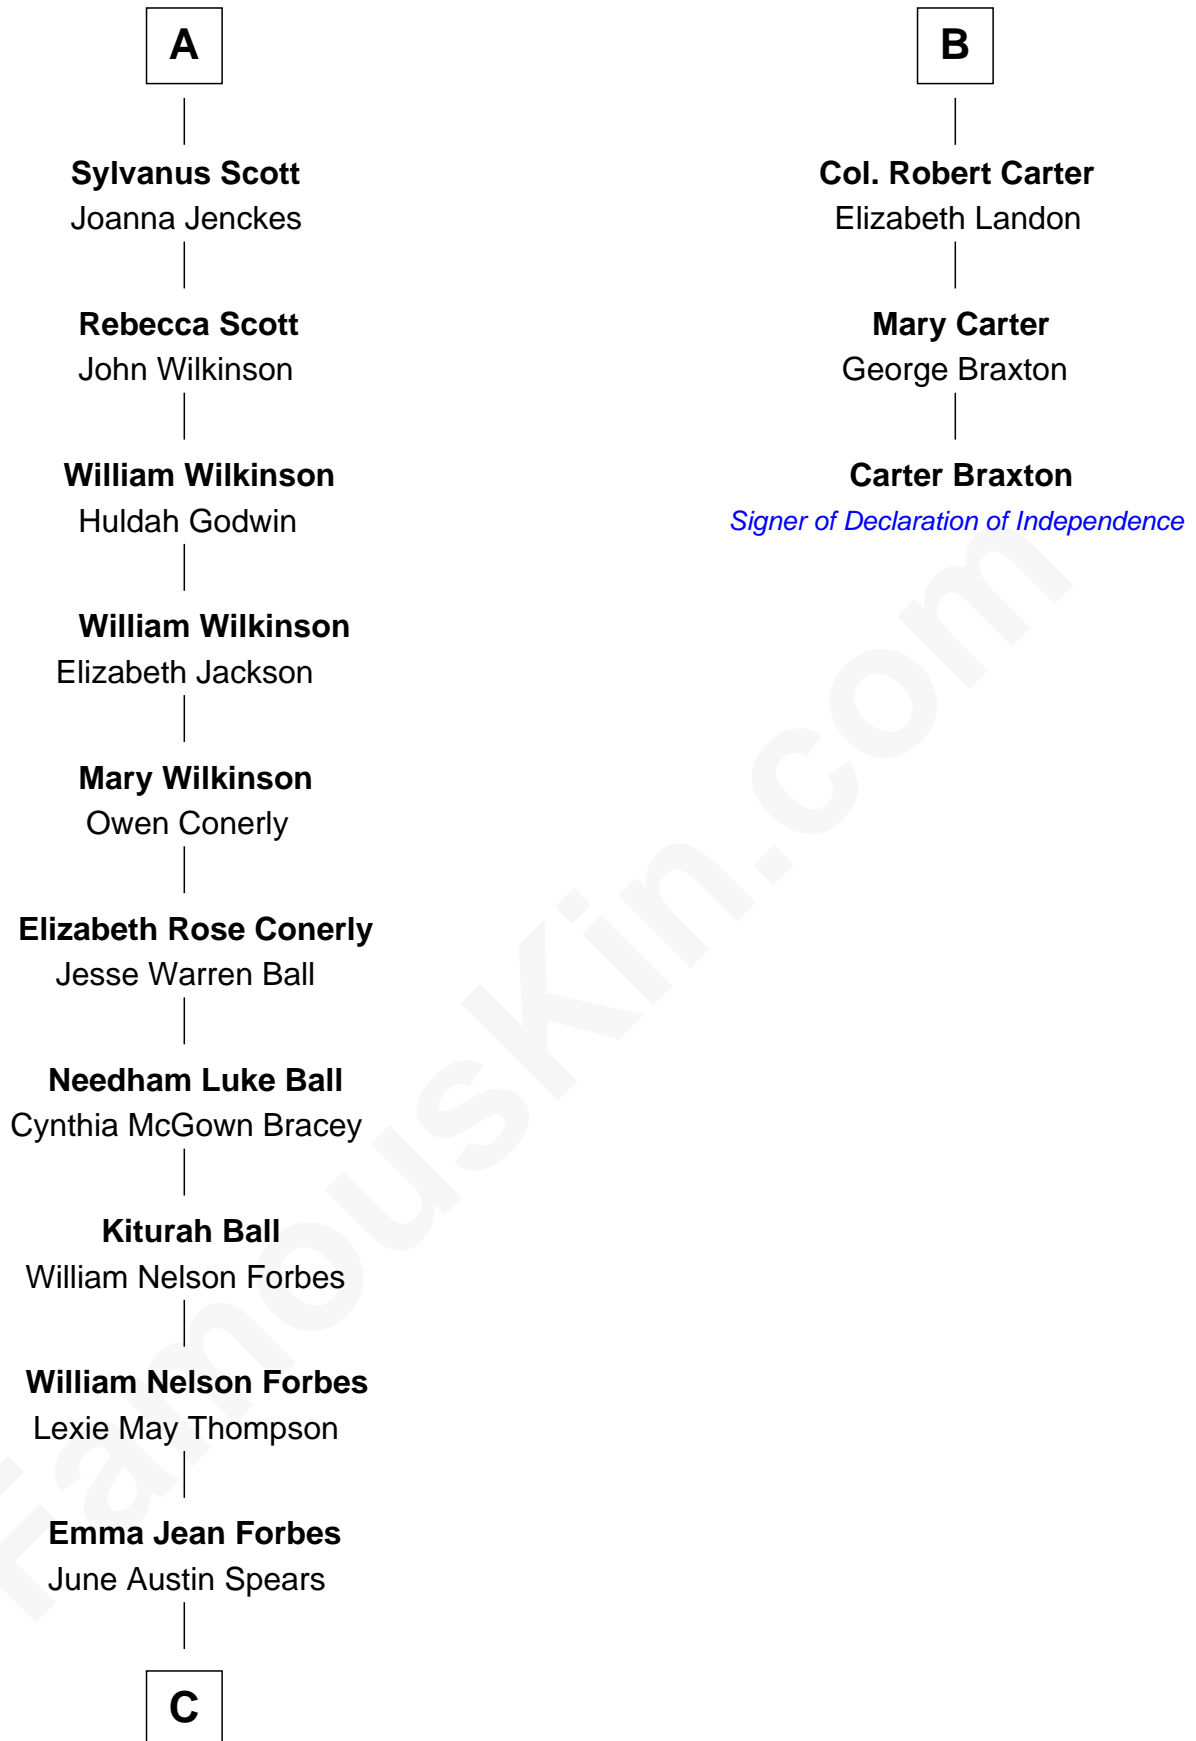 A
Sylvanus Scott
Joanna Jenckes
Rebecca Scott
John Wilkinson
William Wilkinson
Huldah Godwin
William Wilkinson
Elizabeth Jackson
Mary Wilkinson
Owen Conerly
Elizabeth Rose Conerly
Jesse Warren Ball
Needham Luke Ball
Cynthia McGown Bracey
Kiturah Ball
William Nelson Forbes
William Nelson Forbes
Lexie May Thompson
Emma Jean Forbes
June Austin Spears
C
B
Col. Robert Carter
Elizabeth Landon
Mary Carter
George Braxton
Carter Braxton
Signer of Declaration of Independence
FamousKin.com